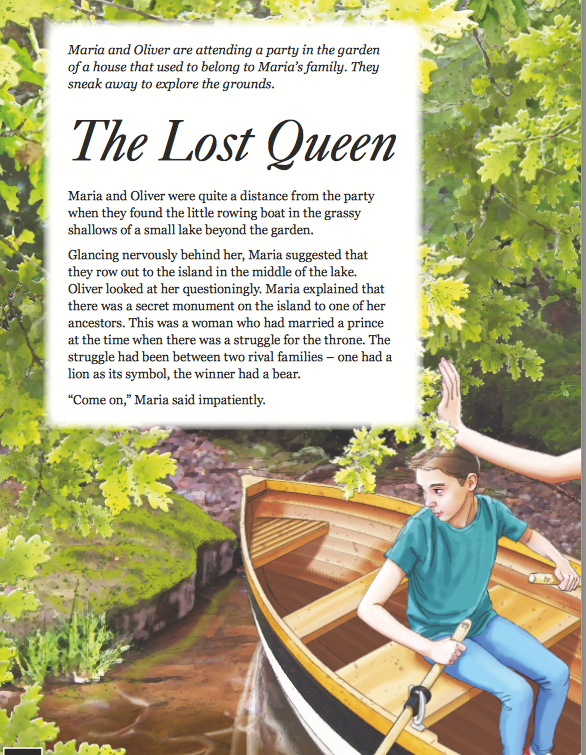 Maria and Oliver are attending a party in the garden
of a house that used to belong to Maria's family. They
sneak away to explore the grounds.
The Lost Queen
Maria and Oliver were quite a distance from the party
when they found the little rowing boat in the grassy
shallows of a small lake beyond the garden.
Glancing nervously behind her, Maria suggested that
they row out to the island in the middle of the lake.
Oliver looked at her questioningly. Maria explained that
there was a secret monument on the island to one of her
ancestors. This was a woman who had married a prince
at the time when there was a struggle for the throne. The
struggle had been between two rival families – one had a
lion as its symbol, the winner had a bear.
“Come on,” Maria said impatiently.